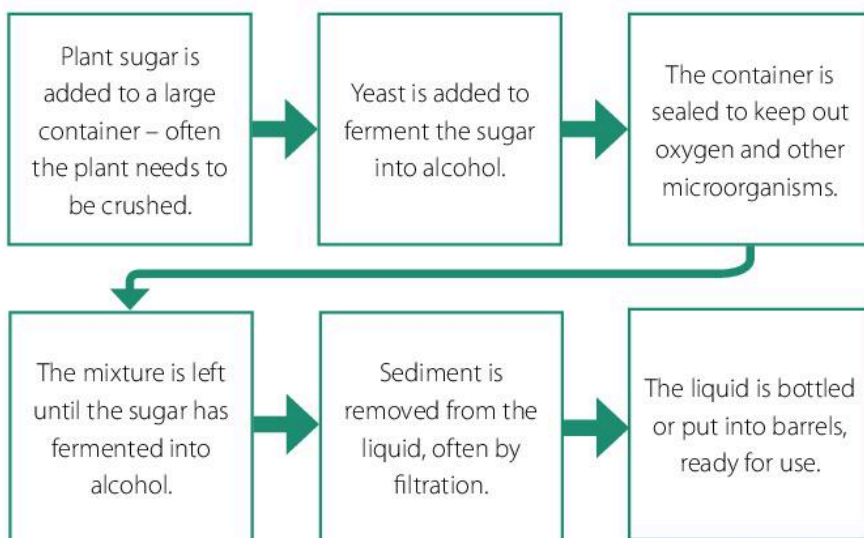 Plant sugar is
added to a large
container – often
the plant needs to
be crushed.
Yeast is added to
ferment the sugar
into alcohol.
The container is
sealed to keep out
oxygen and other
microorganisms.
The mixture is left
until the sugar has
fermented into
alcohol.
Sediment is
removed from the
liquid, often by
filtration.
The liquid is bottled
or put into barrels,
ready for use.